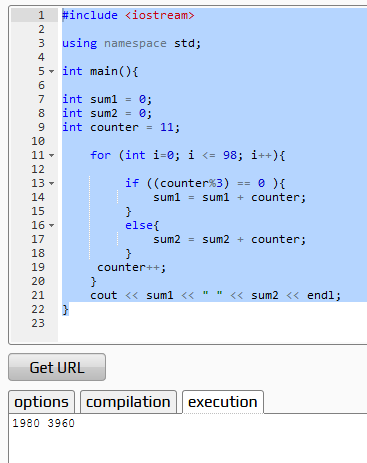 1 #include <iostream>
2
3 using namespace std;
4
5 int main(){
6
7 int sum1 = 0;
8 int sum2 = 0;
9 int counter = 11;
10
11 for (int i=0; i <= 98; i++){
12
13 if ((counter%3) == 0 ){
14 sum1 = sum1 + counter;
15 }
16 else{
17 sum2 = sum2 + counter;
18 }
19 counter++;
20 }
21 cout << sum1 << " " << sum2 << endl;
22 }
23
Get URL
options compilation execution
1980 3960